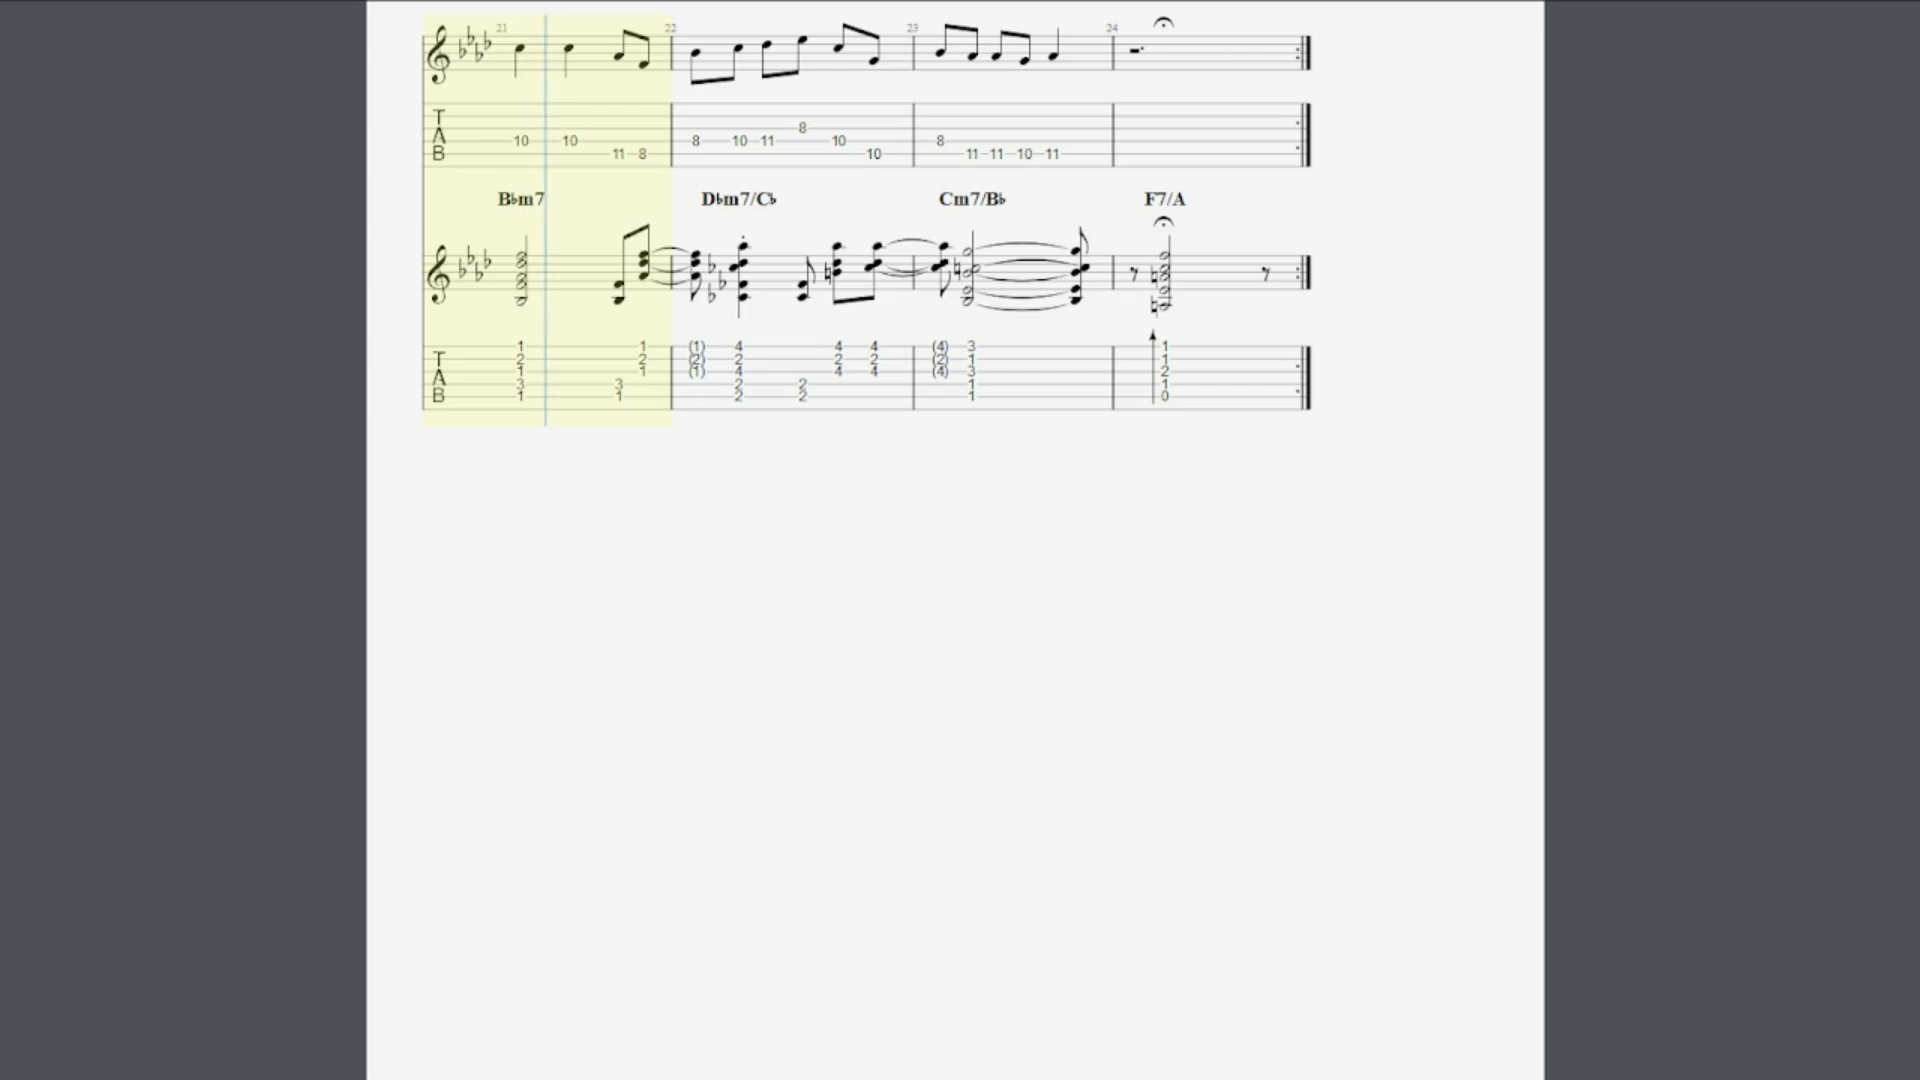 21 22 23 24
T
8
A 10 10 8 10 11 10 8
B 11 8 10 11 11 10 11
B♭m7 D♭m7/C♭ Cm7/B♭ F7/A
1 1 (1) 4 4 4 (4) 3 1
T 2 2 (2) 2 2 2 (2) 1 1
A 1 1 (1) 4 4 4 (4) 3 2
3 3 2 2 1 1
B 1 1 2 2 1 0